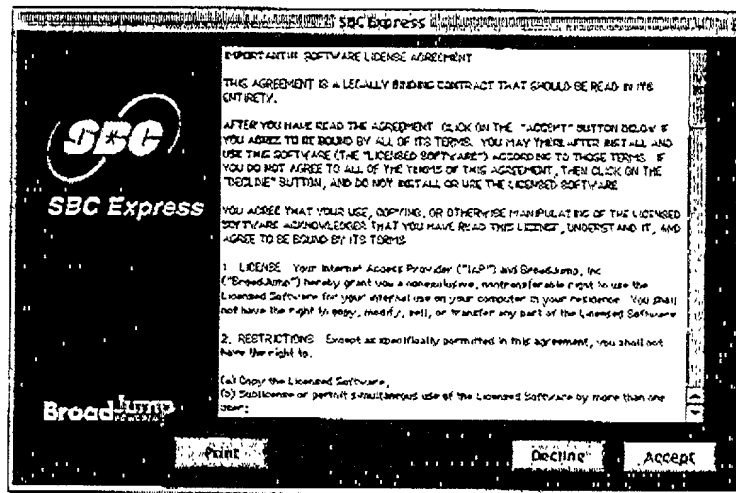 SBC Express
IMPORTANT!!! SOFTWARE LICENSE AGREEMENT
THIS AGREEMENT IS A LEGALLY BINDING CONTRACT THAT SHOULD BE READ IN ITS
ENTIRETY.
AFTER YOU HAVE READ THE AGREEMENT CLICK ON THE "ACCEPT" BUTTON BELOW IF
YOU AGREE TO BE BOUND BY ALL OF ITS TERMS. YOU MAY THEREAFTER INSTALL AND
USE THIS SOFTWARE (THE "LICENSED SOFTWARE") ACCORDING TO THOSE TERMS. IF
YOU DO NOT AGREE TO ALL OF THE TERMS OF THIS AGREEMENT, THEN CLICK ON THE
"DECLINE" BUTTON, AND DO NOT INSTALL OR USE THE LICENSED SOFTWARE
YOU AGREE THAT YOUR USE, COPYING, OR OTHERWISE MANIPULATING OF THE LICENSED
SOFTWARE ACKNOWLEDGES THAT YOU HAVE READ THIS LICENSE, UNDERSTAND IT, AND
AGREE TO BE BOUND BY ITS TERMS
1. LICENSE Your Internet Access Provider ("IAP") and BroadJump, Inc
("BroadJump") hereby grant you a nonexclusive, nontransferable right to use the
Licensed Software for your internal use on your computer in your residence You shall
not have the right to copy, modify, sell, or transfer any part of the Licensed Software
2. RESTRICTIONS Except as specifically permitted in this agreement, you shall not
have the right to.
(a) Copy the Licensed Software,
(b) Sublicense or permit simultaneous use of the Licensed Software by more than one
user;
SBC
SBC Express
BroadJump
POWERING
Print
Decline
Accept